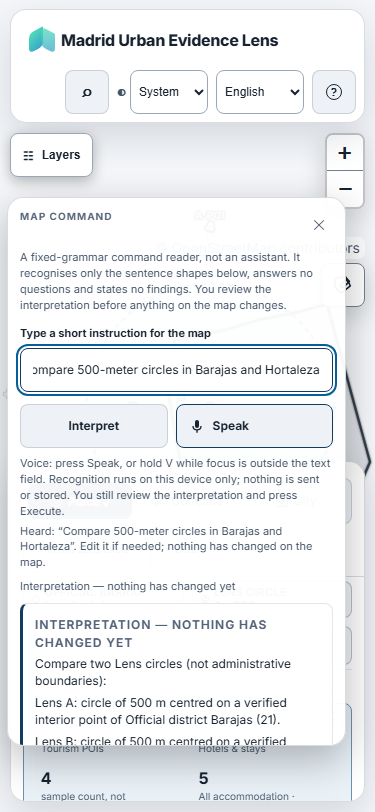 Madrid Urban Evidence Lens
System
English
Layers
+
−
MAP COMMAND
A fixed-grammar command reader, not an assistant. It
recognises only the sentence shapes below, answers no
questions and states no findings. You review the
interpretation before anything on the map changes.
Type a short instruction for the map
ompare 500-meter circles in Barajas and Hortaleza
Interpret
Speak
Voice: press Speak, or hold V while focus is outside the text
field. Recognition runs on this device only; nothing is sent
or stored. You still review the interpretation and press
Execute.
Heard: “Compare 500-meter circles in Barajas and
Hortaleza”. Edit it if needed; nothing has changed on the
map.
Interpretation — nothing has changed yet
INTERPRETATION — NOTHING HAS
CHANGED YET
Compare two Lens circles (not administrative
boundaries):
Lens A: circle of 500 m centred on a verified
interior point of Official district Barajas (21).
Lens B: circle of 500 m centred on a verified
Tourism POIs
Hotels & stays
4
5
sample count, not
All accommodation ·